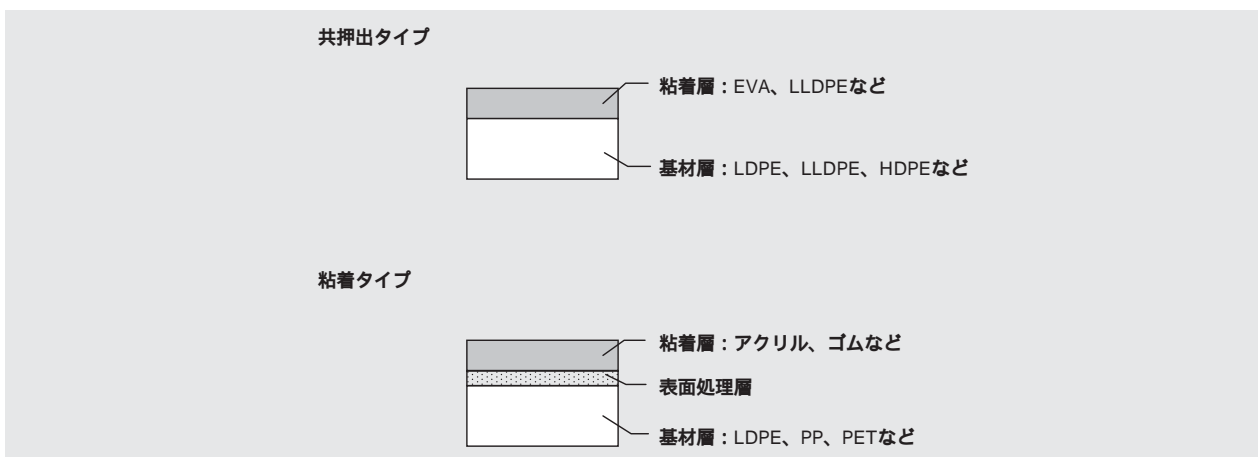 共押出タイプ
粘着層：EVA、LLDPEなど
基材層：LDPE、LLDPE、HDPEなど
粘着タイプ
粘着層：アクリル、ゴムなど
表面処理層
基材層：LDPE、PP、PETなど